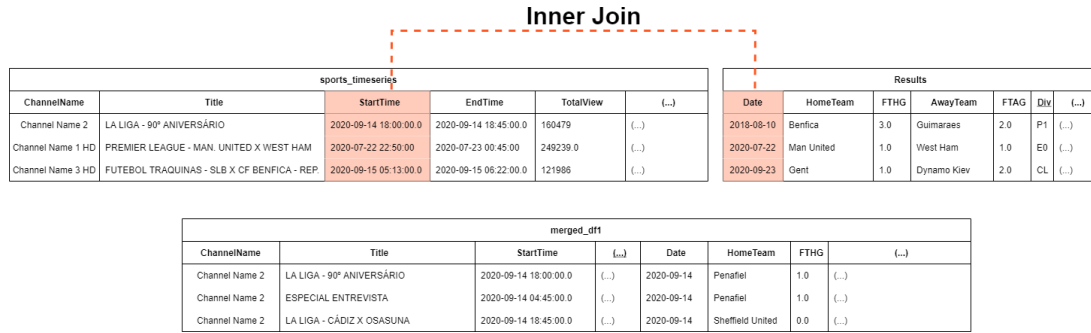 Inner Join
sports_timeseries
ChannelName Title StartTime EndTime TotalView (...)
Channel Name 2 LA LIGA - 90º ANIVERSÁRIO 2020-09-14 18:00:00.0 2020-09-14 18:45:00.0 160479 (...)
Channel Name 1 HD PREMIER LEAGUE - MAN. UNITED X WEST HAM 2020-07-22 22:50:00 2020-07-23 00:45:00 249239.0 (...)
Channel Name 3 HD FUTEBOL TRAQUINAS - SLB X CF BENFICA - REP. 2020-09-15 05:13:00.0 2020-09-15 06:22:00.0 121986 (...)
Results
Date HomeTeam FTHG AwayTeam FTAG Div (...)
2018-08-10 Benfica 3.0 Guimaraes 2.0 P1 (...)
2020-07-22 Man United 1.0 West Ham 1.0 E0 (...)
2020-09-23 Gent 1.0 Dynamo Kiev 2.0 CL (...)
merged_df1
ChannelName Title StartTime (...) Date HomeTeam FTHG (...)
Channel Name 2 LA LIGA - 90º ANIVERSÁRIO 2020-09-14 18:00:00.0 (...) 2020-09-14 Penafiel 1.0 (...)
Channel Name 2 ESPECIAL ENTREVISTA 2020-09-14 04:45:00.0 (...) 2020-09-14 Penafiel 1.0 (...)
Channel Name 2 LA LIGA - CÁDIZ X OSASUNA 2020-09-14 18:45:00.0 (...) 2020-09-14 Sheffield United 0.0 (...)